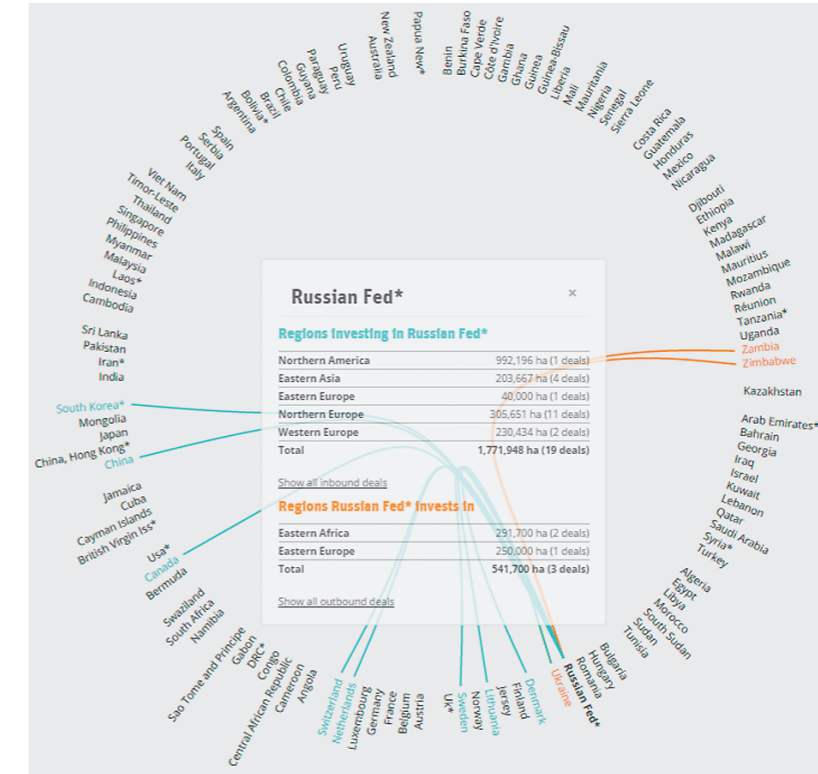 New Zealand
Australia
Papua New*
Benin
Burkina Faso
Cape Verde
Côte d'Ivoire
Gambia
Ghana
Guinea
Guinea-Bissau
Liberia
Mali
Mauritania
Nigeria
Senegal
Sierra Leone
Costa Rica
Guatemala
Honduras
Mexico
Nicaragua
Djibouti
Ethiopia
Kenya
Madagascar
Malawi
Mauritius
Mozambique
Rwanda
Réunion
Tanzania*
Uganda
Zambia
Zimbabwe
Kazakhstan
Arab Emirates*
Bahrain
Georgia
Iraq
Israel
Kuwait
Lebanon
Qatar
Saudi Arabia
Syria*
Turkey
Algeria
Egypt
Libya
Morocco
South Sudan
Sudan
Tunisia
Bulgaria
Hungary
Romania
Russian Fed*
Ukraine
Denmark
Finland
Jersey
Lithuania
Norway
Sweden
Uk*
Austria
Belgium
France
Germany
Luxembourg
Netherlands
Switzerland
Angola
Cameroon
Central African Republic
Congo
DRC*
Gabon
Sao Tome and Principe
Namibia
South Africa
Swaziland
Bermuda
Canada
Usa*
British Virgin Iss*
Cayman Islands
Cuba
Jamaica
China
China, Hong Kong*
Japan
Mongolia
South Korea*
India
Iran*
Pakistan
Sri Lanka
Cambodia
Indonesia
Laos*
Malaysia
Myanmar
Philippines
Singapore
Thailand
Timor-Leste
Viet Nam
Italy
Portugal
Serbia
Spain
Argentina
Bolivia*
Brazil
Chile
Colombia
Guyana
Paraguay
Peru
Uruguay
Russian Fed* ×
Regions investing in Russian Fed*
Northern America 992,196 ha (1 deals)
Eastern Asia 203,667 ha (4 deals)
Eastern Europe 40,000 ha (1 deals)
Northern Europe 305,651 ha (11 deals)
Western Europe 230,434 ha (2 deals)
Total 1,771,948 ha (19 deals)
Show all inbound deals
Regions Russian Fed* invests in
Eastern Africa 291,700 ha (2 deals)
Eastern Europe 250,000 ha (1 deals)
Total 541,700 ha (3 deals)
Show all outbound deals